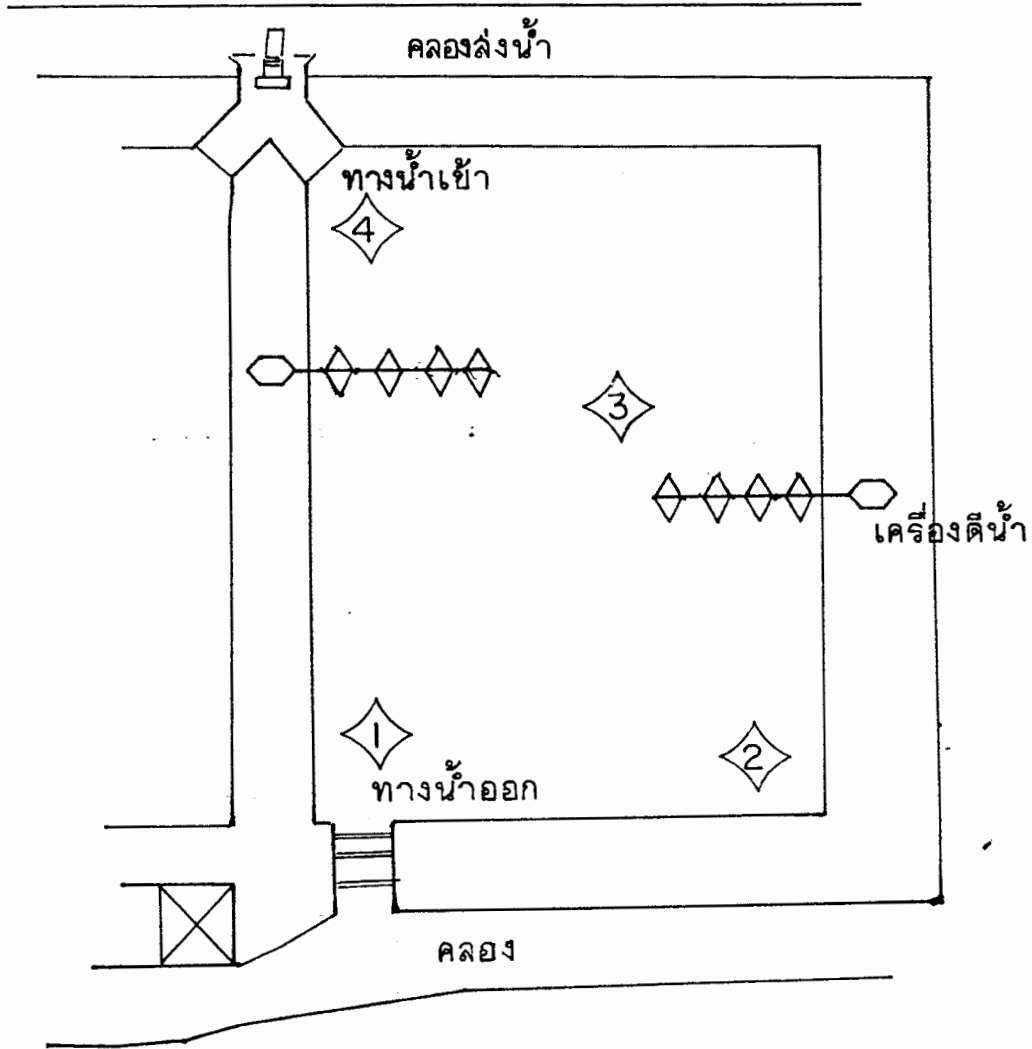 คลองส่งน้ำ
ทางน้ำเข้า
4
3
เครื่องตีน้ำ
1
2
ทางน้ำออก
คลอง